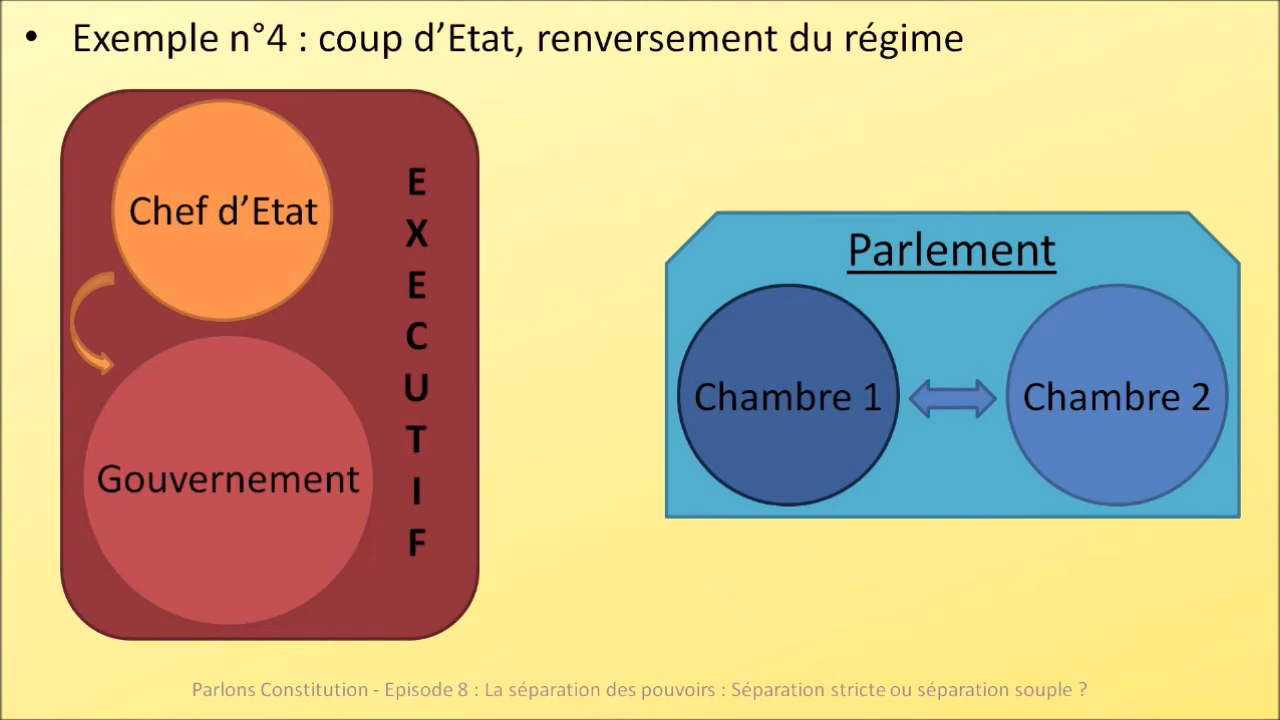 • Exemple n°4 : coup d’Etat, renversement du régime
Chef d’Etat
Gouvernement
EXECUTIF
Parlement
Chambre 1
Chambre 2
Parlons Constitution - Episode 8 : La séparation des pouvoirs : Séparation stricte ou séparation souple ?